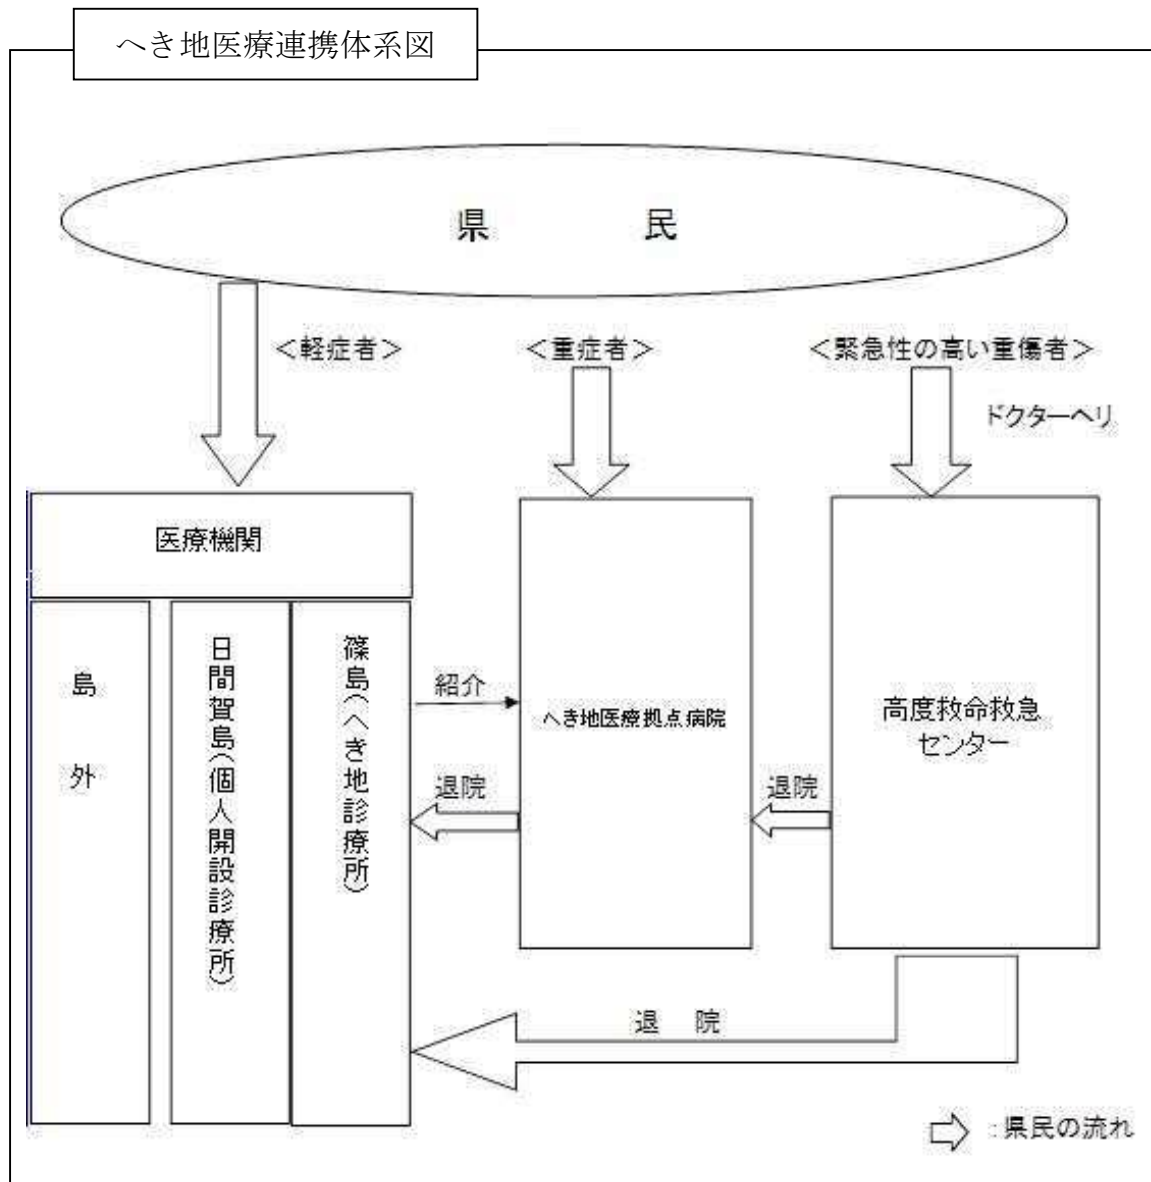 へき地医療連携体系図
県 民
＜軽症者＞
＜重症者＞
＜緊急性の高い重傷者＞
ドクターヘリ
医療機関
島外
日間賀島（個人開設診療所）
篠島（へき地診療所）
紹介
退院
へき地医療拠点病院
退院
高度救命救急
センター
退 院
：県民の流れ